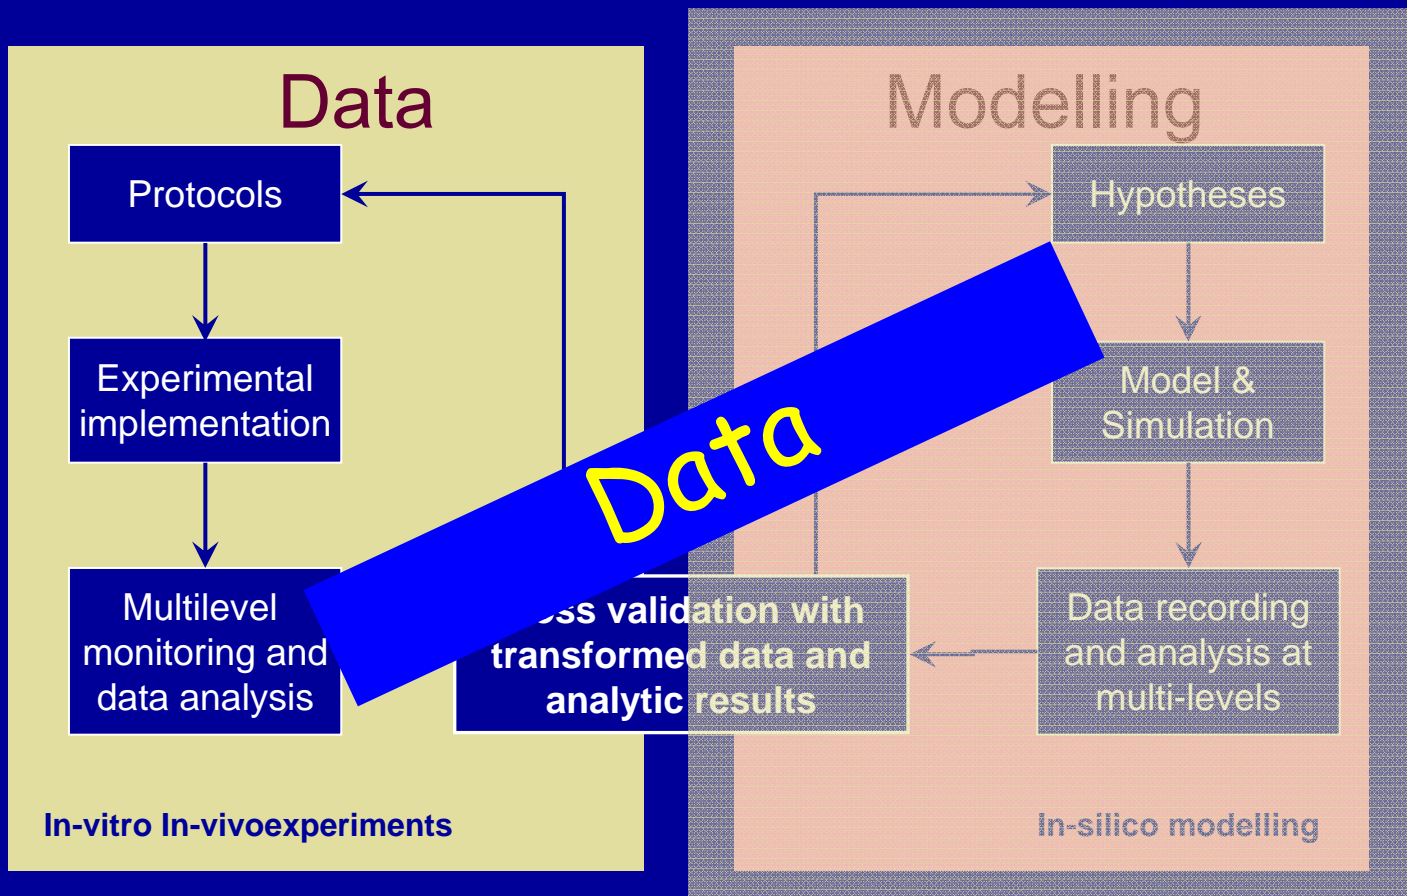 Data
Protocols
Experimental
implementation
Multilevel
monitoring and
data analysis
In-vitro In-vivoexperiments
Data
validation with
transformed data and
analytic results
Modelling
Hypotheses
Model &
Simulation
Data recording
and analysis at
multi-levels
In-silico modelling